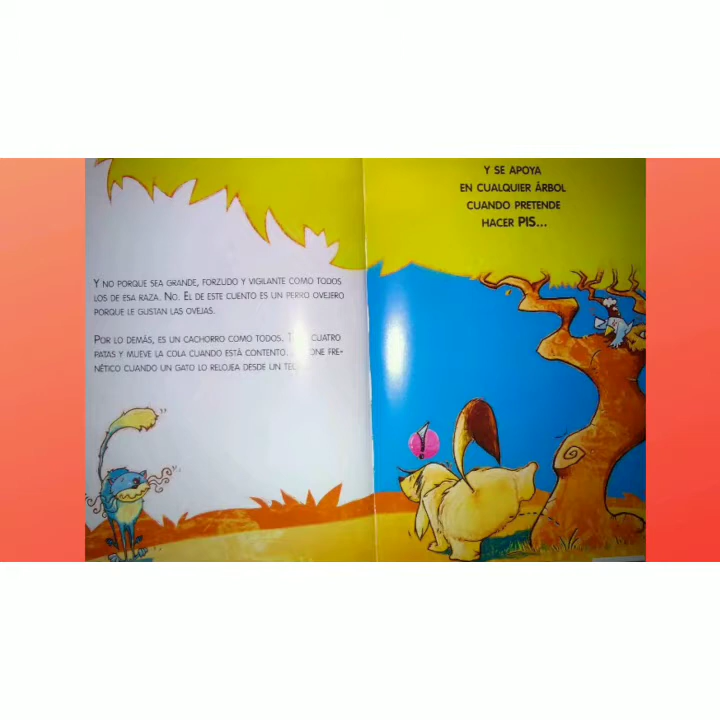 Y NO PORQUE SEA GRANDE, FORZUDO Y VIGILANTE COMO TODOS
LOS DE ESA RAZA. NO. EL DE ESTE CUENTO ES UN PERRO OVEJERO
PORQUE LE GUSTAN LAS OVEJAS.
POR LO DEMÁS, ES UN CACHORRO COMO TODOS. CUATRO
PATAS Y MUEVE LA COLA CUANDO ESTÁ CONTENTO. FRE-
NÉTICO CUANDO UN GATO LO RELOJEA DESDE UN
Y SE APOYA
EN CUALQUIER ÁRBOL
CUANDO PRETENDE
HACER PIS...
!